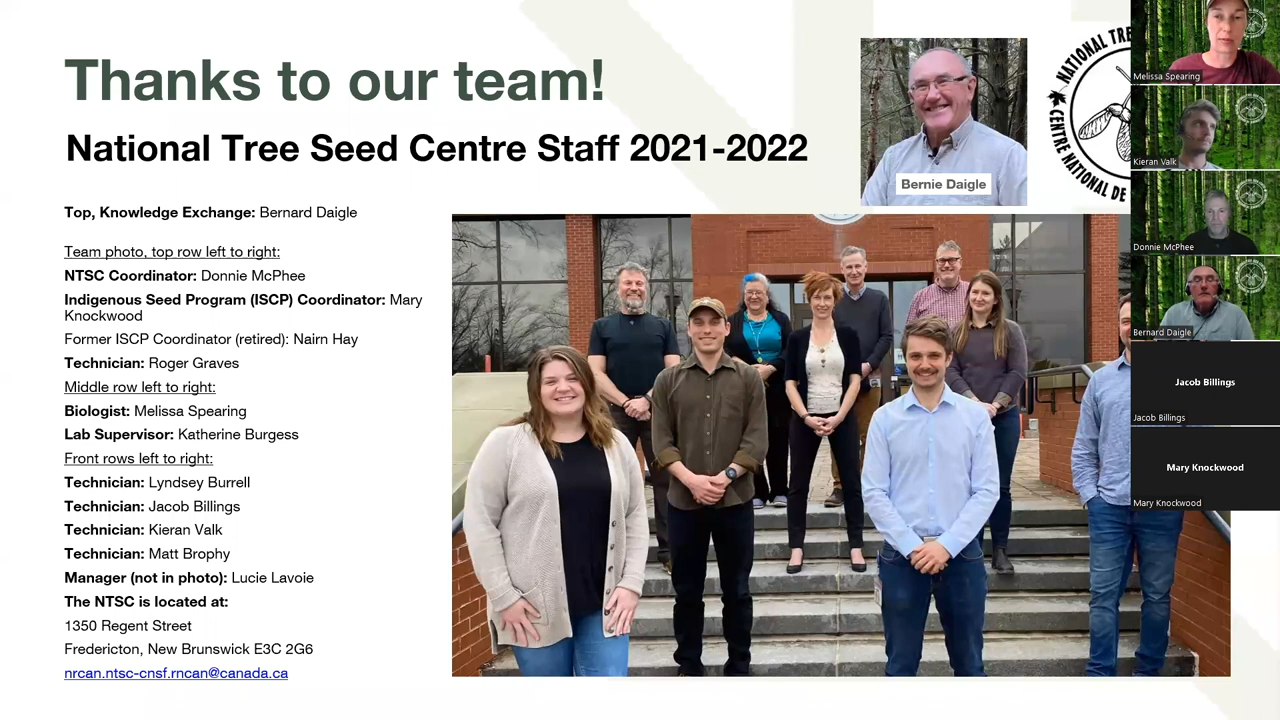 Thanks to our team!
National Tree Seed Centre Staff 2021-2022
Top, Knowledge Exchange: Bernard Daigle
Team photo, top row left to right:
NTSC Coordinator: Donnie McPhee
Indigenous Seed Program (ISCP) Coordinator: Mary
Knockwood
Former ISCP Coordinator (retired): Nairn Hay
Technician: Roger Graves
Middle row left to right:
Biologist: Melissa Spearing
Lab Supervisor: Katherine Burgess
Front rows left to right:
Technician: Lyndsey Burrell
Technician: Jacob Billings
Technician: Kieran Valk
Technician: Matt Brophy
Manager (not in photo): Lucie Lavoie
The NTSC is located at:
1350 Regent Street
Fredericton, New Brunswick E3C 2G6
nrcan.ntsc-cnsf.rncan@canada.ca
Bernie Daigle
NATIONAL TREE
CENTRE NATIONAL DE
Melissa Spearing
Kieran Valk
Donnie McPhee
Bernard Daigle
Jacob Billings
Jacob Billings
Mary Knockwood
Mary Knockwood